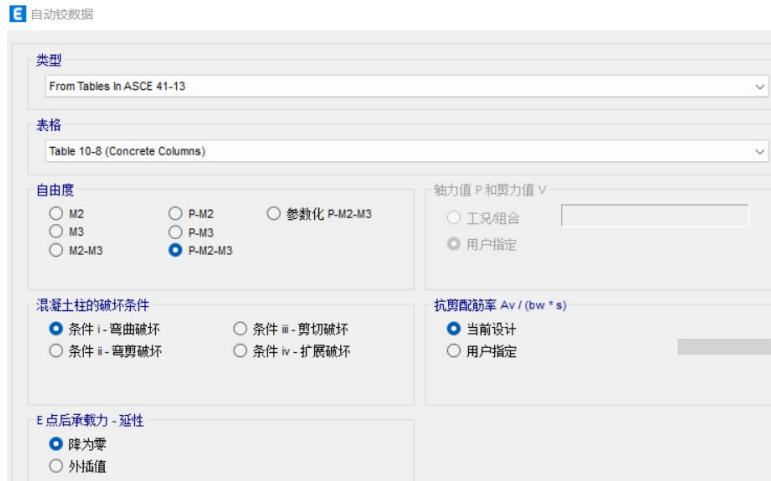 E 自动铰数据
类型
From Tables In ASCE 41-13
表格
Table 10-8 (Concrete Columns)
自由度
M2 P-M2 参数化 P-M2-M3
M3 P-M3
M2-M3 P-M2-M3
轴力值 P 和剪力值 V
工况/组合
用户指定
混凝土柱的破坏条件
条件 i - 弯曲破坏 条件 iii - 剪切破坏
条件 ii - 弯剪破坏 条件 iv - 扩展破坏
抗剪配筋率 Av / (bw * s)
当前设计
用户指定
E 点后承载力 - 延性
降为零
外插值